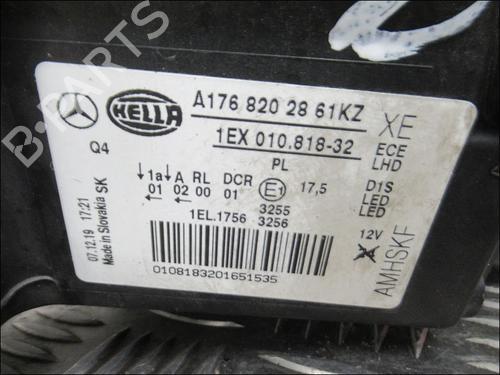 B-PARTS
HELLA
A176 820 28 61KZ
1EX 010.818-32
XE
Q4
PL
ECE
LHD
↓1a↓A RL DCR E1 17,5
01 02 00 01
D1S
LED
LED
3255
1EL.1756 3256
12V
AMHSKF
07.12.19 17:21
Made in Slovakia SK
0108183201651535